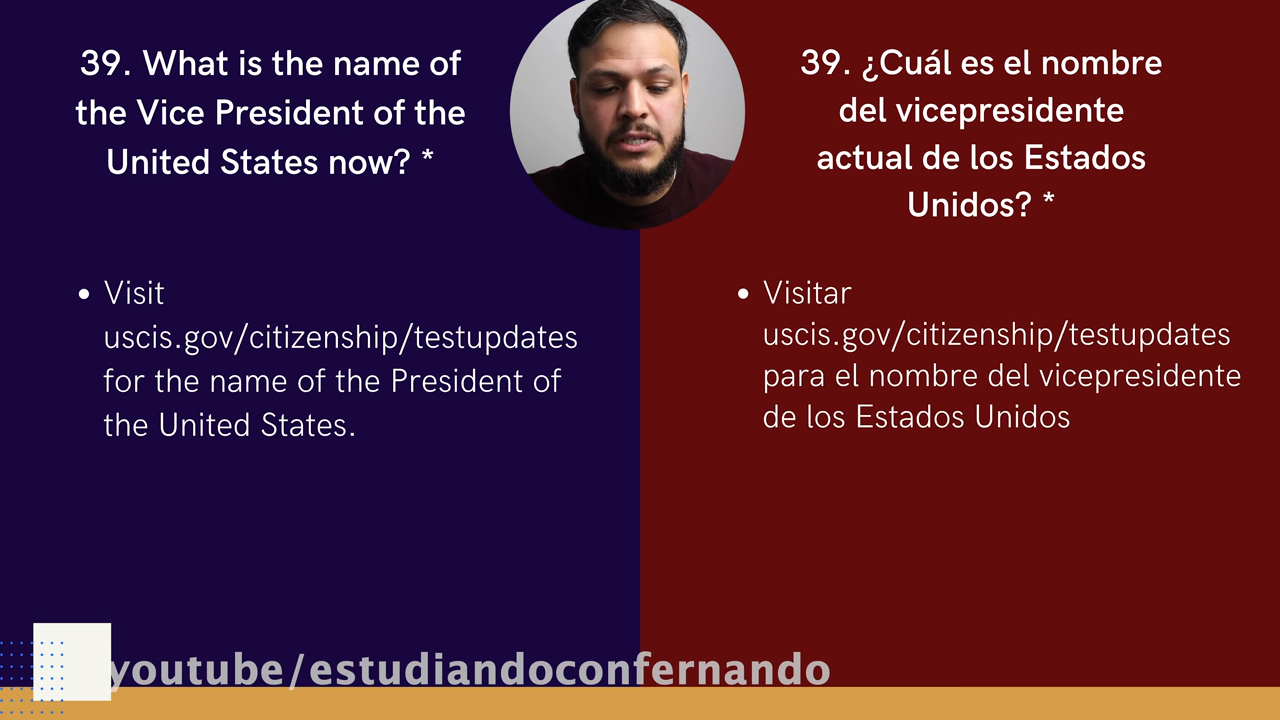 39. What is the name of
the Vice President of the
United States now? *
• Visit
uscis.gov/citizenship/testupdates
for the name of the President of
the United States.
39. ¿Cuál es el nombre
del vicepresidente
actual de los Estados
Unidos? *
• Visitar
uscis.gov/citizenship/testupdates
para el nombre del vicepresidente
de los Estados Unidos
youtube/estudiandoconfernando